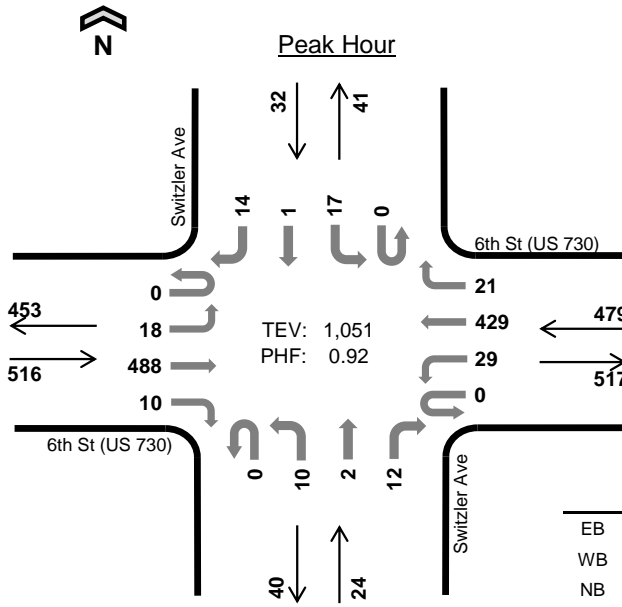 N
Peak Hour
32
41
Switzler Ave
14
1
17
0
6th St (US 730)
0
21
453
18
TEV: 1,051
429
479
516
488
PHF: 0.92
29
517
10
0
6th St (US 730)
0
10
2
12
Switzler Ave
40
24
EB
WB
NB